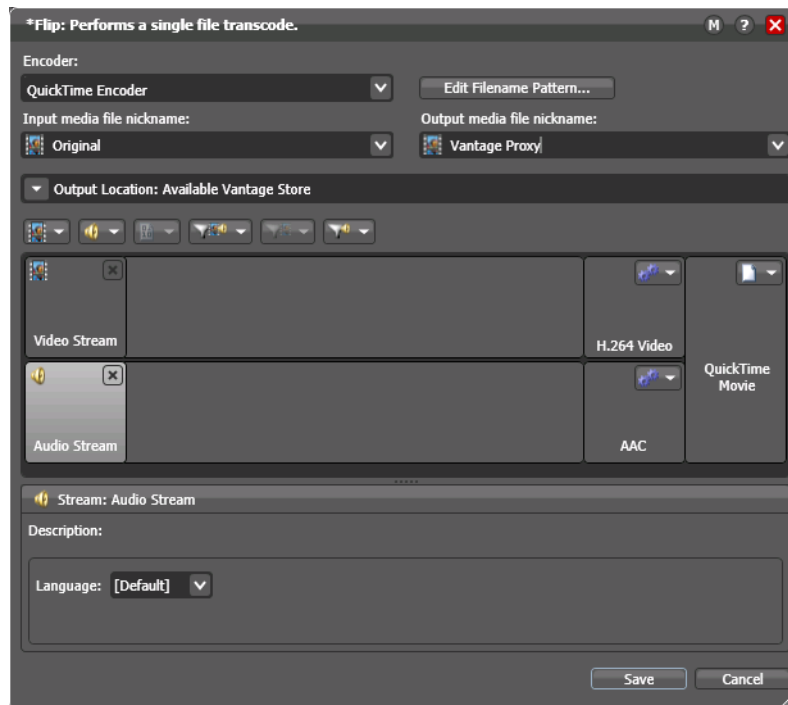 *Flip: Performs a single file transcode.
M ? X
Encoder:
QuickTime Encoder
Edit Filename Pattern...
Input media file nickname:
Output media file nickname:
Original
Vantage Proxy
Output Location: Available Vantage Store
Video Stream
H.264 Video
QuickTime
Movie
Audio Stream
AAC
Stream: Audio Stream
Description:
Language: [Default]
Save
Cancel